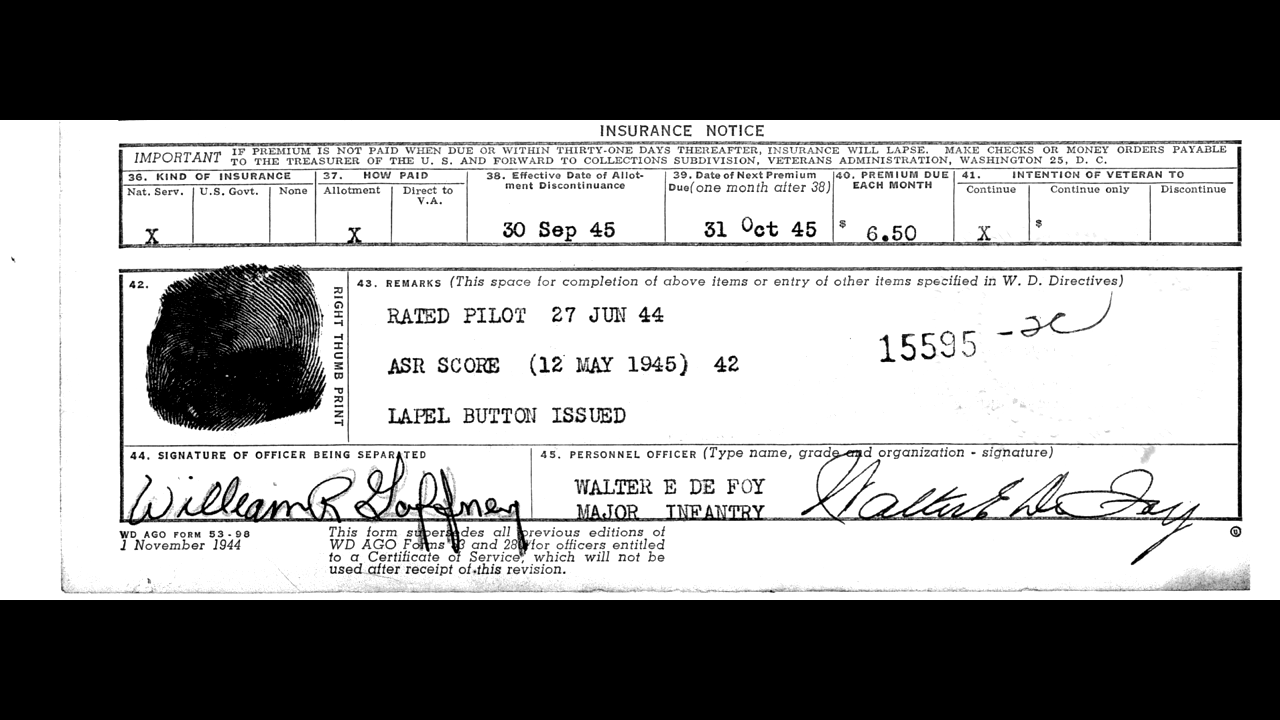 INSURANCE NOTICE
IMPORTANT IF PREMIUM IS NOT PAID WHEN DUE OR WITHIN THIRTY-ONE DAYS THEREAFTER, INSURANCE WILL LAPSE. MAKE CHECKS OR MONEY ORDERS PAYABLE
TO THE TREASURER OF THE U. S. AND FORWARD TO COLLECTIONS SUBDIVISION, VETERANS ADMINISTRATION, WASHINGTON 25, D. C.
36. KIND OF INSURANCE
Nat. Serv. U.S. Govt. None
X
37. HOW PAID
Allotment Direct to
V.A.
X
38. Effective Date of Allot-
ment Discontinuance
30 Sep 45
39. Date of Next Premium
Due (one month after 38)
31 Oct 45
40. PREMIUM DUE
EACH MONTH
$ 6.50
41. INTENTION OF VETERAN TO
Continue Continue only Discontinue
X $
42.
RIGHT THUMB PRINT
43. REMARKS (This space for completion of above items or entry of other items specified in W. D. Directives)
RATED PILOT 27 JUN 44
15595
ASR SCORE (12 MAY 1945) 42
LAPEL BUTTON ISSUED
44. SIGNATURE OF OFFICER BEING SEPARATED
William R Gaffney
45. PERSONNEL OFFICER (Type name, grade and organization - signature)
WALTER E DE FOY
MAJOR INFANTRY
Walter E De Foy
WD AGO FORM 53-98
1 November 1944
This form supersedes all previous editions of
WD AGO Forms 53 and 280 for officers entitled
to a Certificate of Service, which will not be
used after receipt of this revision.